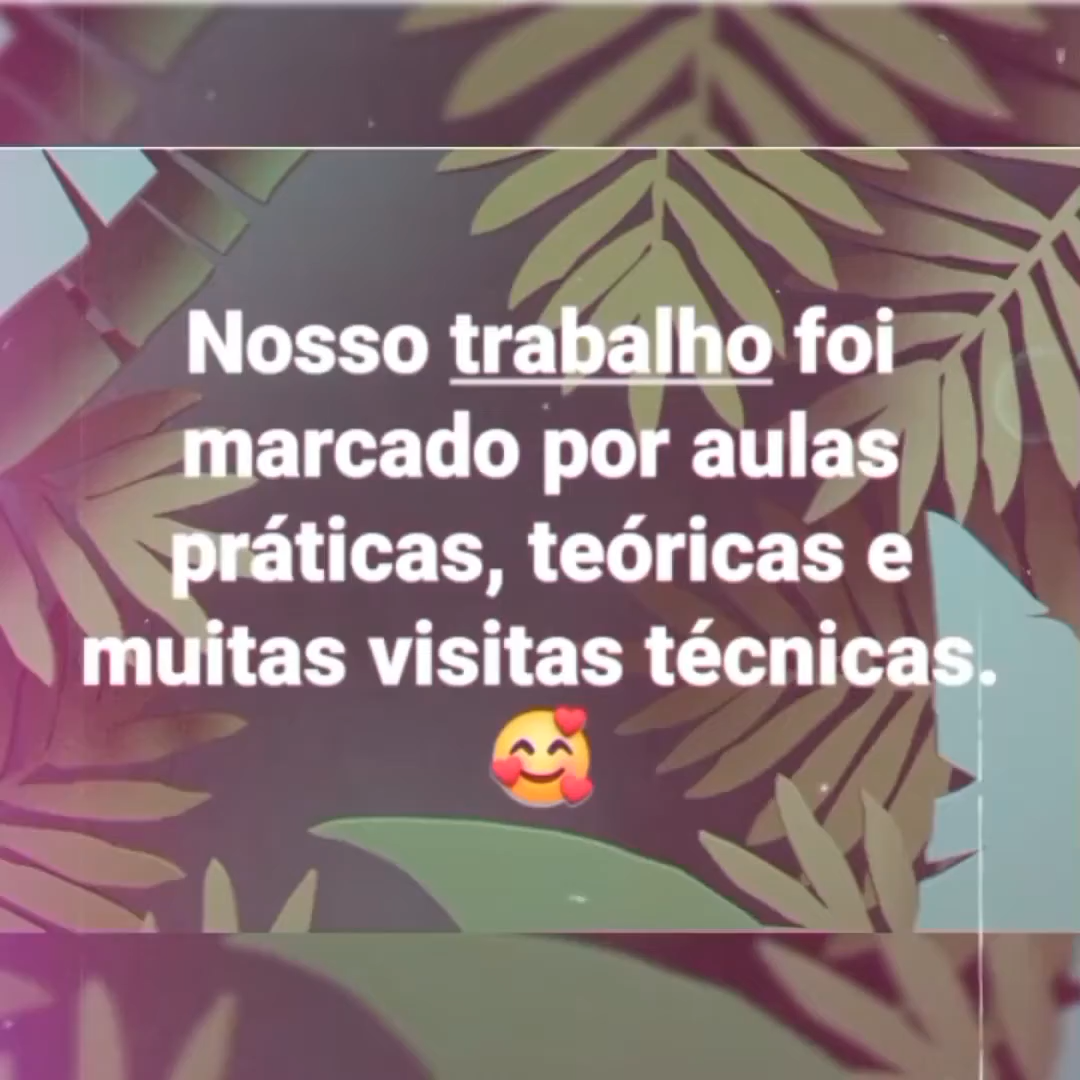 Nosso trabalho foi
marcado por aulas
práticas, teóricas e
muitas visitas técnicas.
🥰